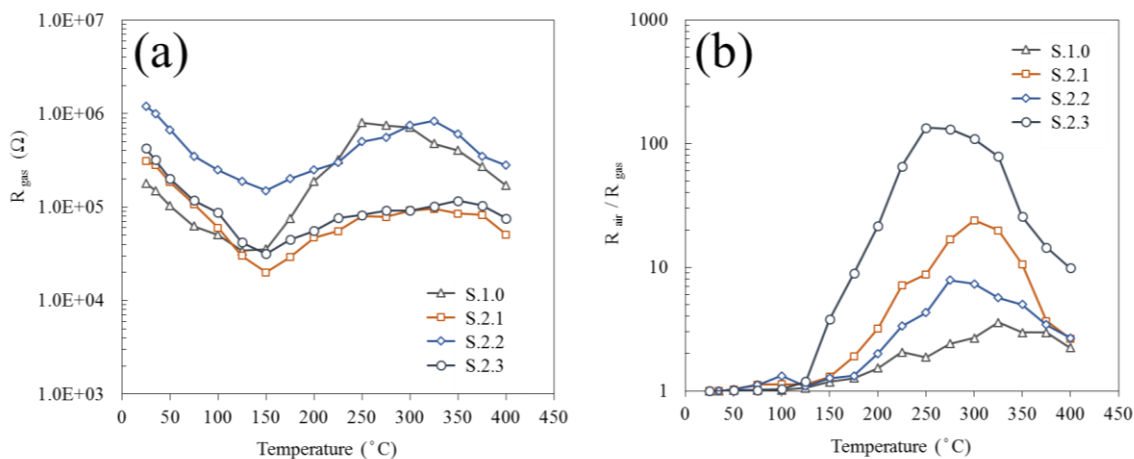 (a)
R gas (Ω)
1.0E+07
1.0E+06
1.0E+05
1.0E+04
1.0E+03
0 50 100 150 200 250 300 350 400 450
Temperature (˚C)
S.1.0
S.2.1
S.2.2
S.2.3
(b)
R air / R gas
1000
100
10
1
0 50 100 150 200 250 300 350 400 450
Temperature (˚C)
S.1.0
S.2.1
S.2.2
S.2.3